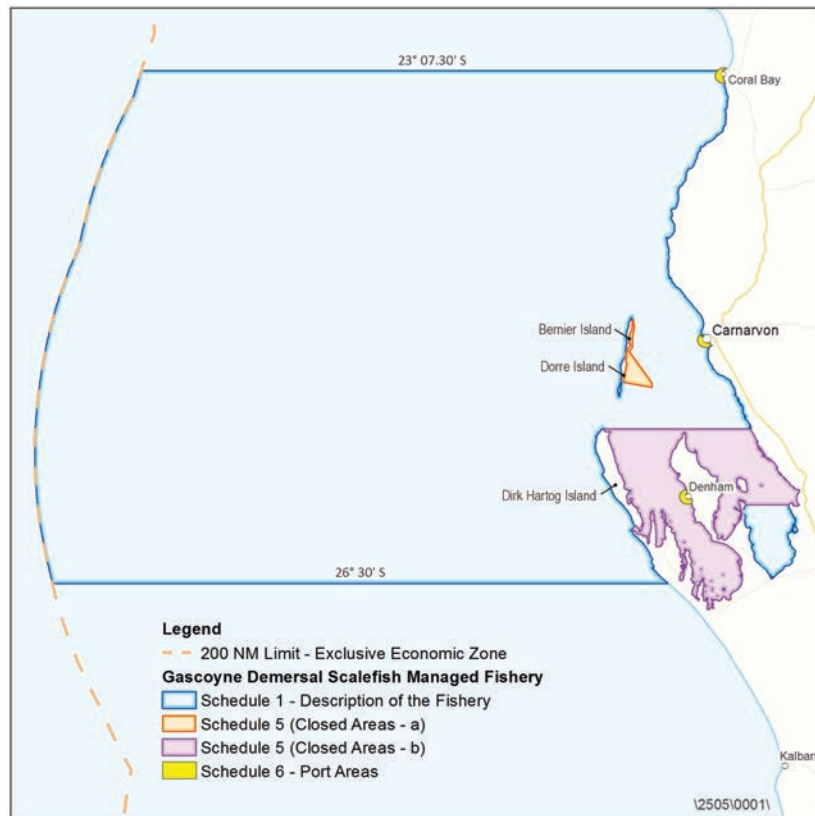 23° 07.30' S
Coral Bay
Bernier Island
Carnarvon
Dorre Island
Denham
Dirk Hartog Island
26° 30' S
Legend
200 NM Limit - Exclusive Economic Zone
Gascoyne Demersal Scalefish Managed Fishery
Schedule 1 - Description of the Fishery
Schedule 5 (Closed Areas - a)
Schedule 5 (Closed Areas - b)
Schedule 6 - Port Areas
Kalbarr
\2505\0001\